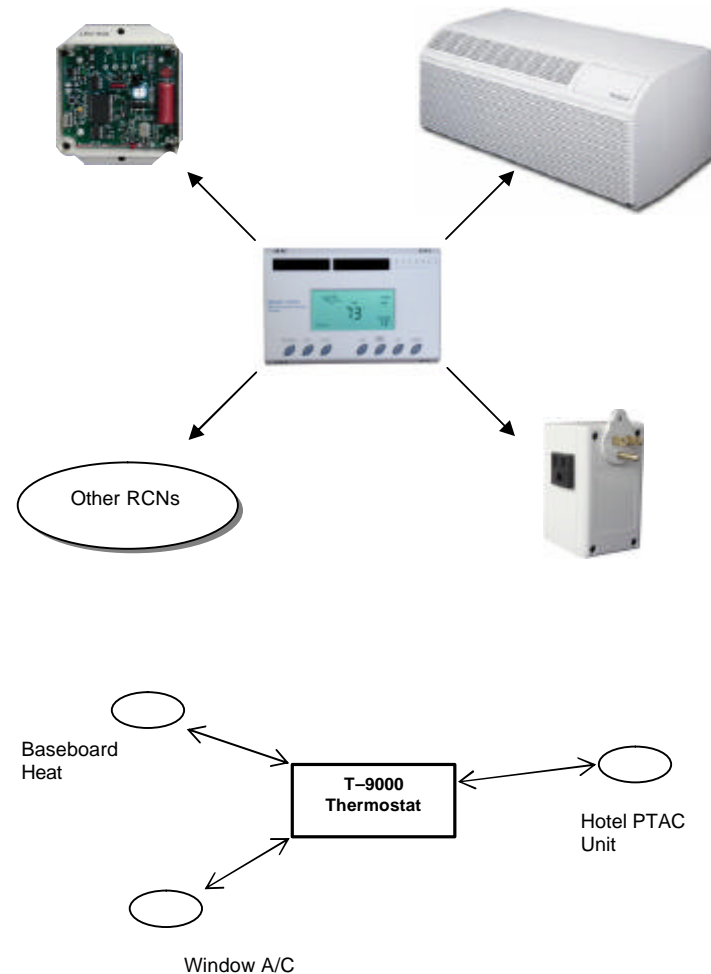 73
Other RCNs
Baseboard
Heat
T–9000
Thermostat
Hotel PTAC
Unit
Window A/C